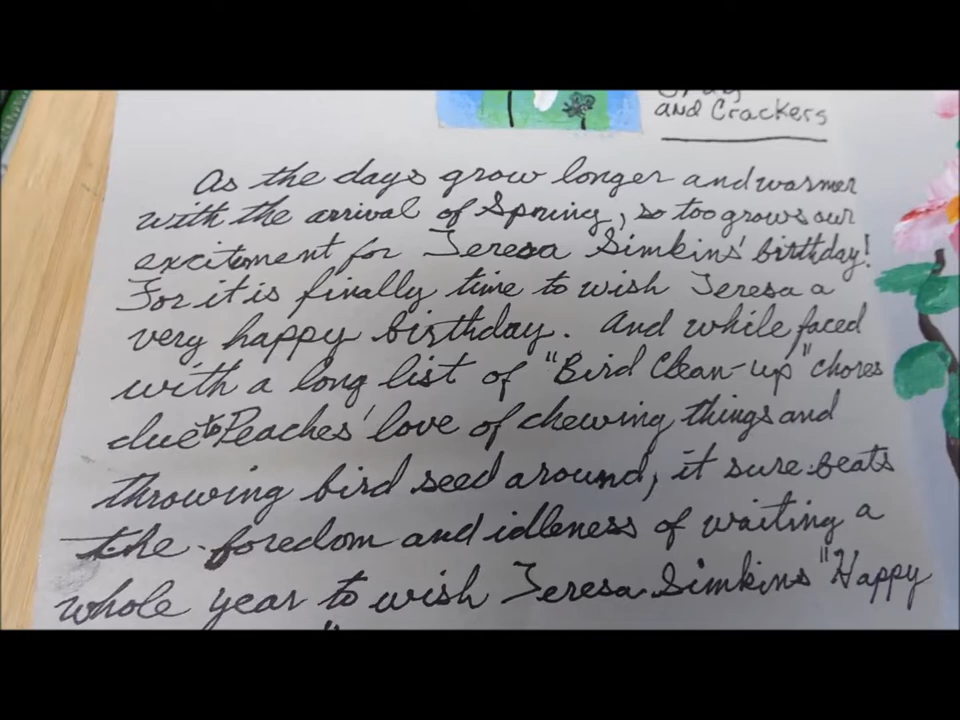 and Crackers
As the days grow longer and warmer
with the arrival of Spring, so too grows our
excitement for Teresa Simkins' birthday!
For it is finally time to wish Teresa a
very happy birthday. And while faced
with a long list of "Bird Clean-up" chores
due to Peaches' love of chewing things and
throwing bird seed around, it sure beats
the foredom and idleness of waiting a
whole year to wish Teresa Simkins "Happy